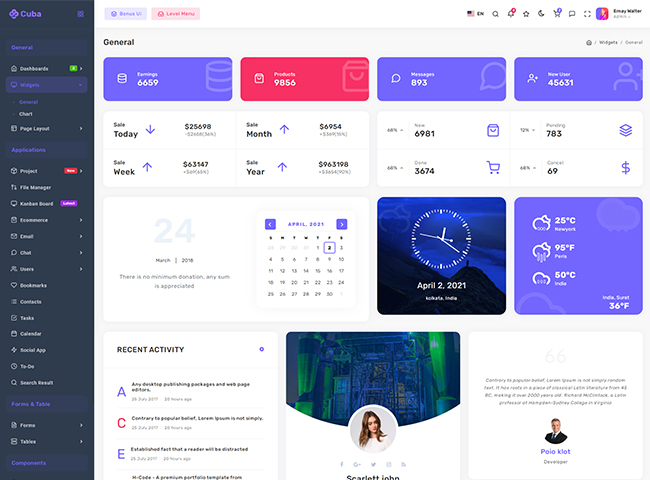 Cuba
Bonus Ui
Level Menu
EN
Emay Walter
General
General
Widgets / General
Dashboards
Widgets
General
Chart
Page Layout
Applications
Project
New
File Manager
Kanban Board
Latest
Ecommerce
Email
Chat
Users
Bookmarks
Contacts
Tasks
Calendar
Social App
To-Do
Search Result
Forms & Table
Forms
Tables
Components
Earnings
6659
Products
9856
Messages
893
New User
45631
Sale
Today
$25698
-$2658(36%)
Sale
Month
$6954
+$369(15%)
Sale
Week
$63147
+$69(65%)
Sale
Year
$963198
+$3654(90%)
68%
New
6981
12%
Pending
783
68%
Done
3674
68%
Cancel
69
24
March | 2018
There is no minimum donation, any sum
is appreciated
APRIL, 2021
S M T W T F S
28 29 30 31 1 2 3
4 5 6 7 8 9 10
11 12 13 14 15 16 17
18 19 20 21 22 23 24
25 26 27 28 29 30 1
April 2, 2021
kolkata, India
25°C
Newyork
95°F
Peris
50°C
India
India, Surat
36°F
RECENT ACTIVITY
A
Any desktop publishing packages and web page
editors.
25 July 2017 20 hours ago
C
Contrary to popular belief, Lorem Ipsum is not simply.
25 July 2017 20 hours ago
E
Established fact that a reader will be distracted
25 July 2017 20 hours ago
H-Code - A premium portfolio template from
Scarlett john
Contrary to popular belief, Lorem Ipsum is not simply random
text. It has roots in a piece of classical Latin literature from 45
BC, making it over 2000 years old. Richard McClintock, a Latin
professor at Hampden-Sydney College in Virginia
Poio klot
Developer